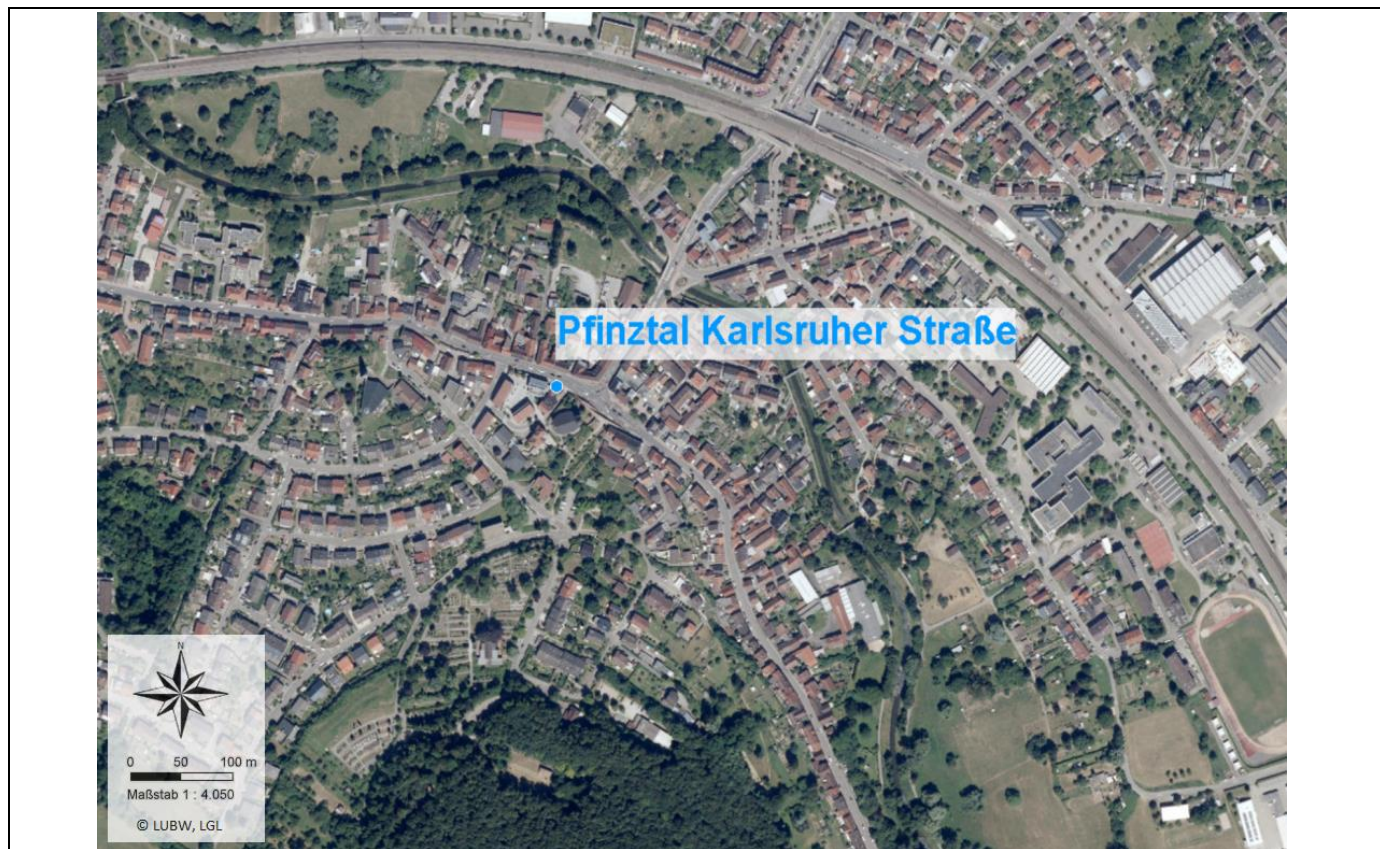 Pfinztal Karlsruher Straße
N
0 50 100 m
Maßstab 1 : 4.050
© LUBW, LGL